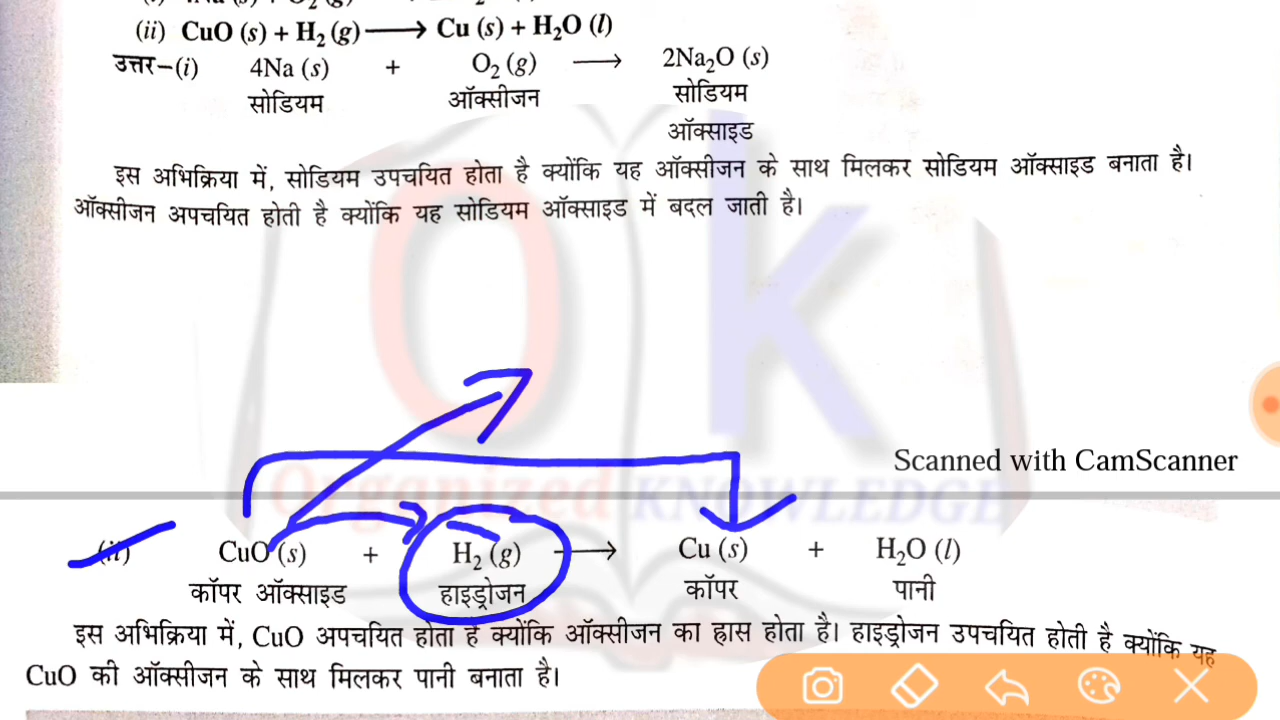 (ii) CuO (s) + H₂ (g) ⟶ Cu (s) + H₂O (l)
उत्तर–(i) 4Na (s) + O₂ (g) ⟶ 2Na₂O (s)
सोडियम ऑक्सीजन सोडियम
ऑक्साइड
इस अभिक्रिया में, सोडियम उपचयित होता है क्योंकि यह ऑक्सीजन के साथ मिलकर सोडियम ऑक्साइड बनाता है।
ऑक्सीजन अपचयित होती है क्योंकि यह सोडियम ऑक्साइड में बदल जाती है।
Ok
Scanned with CamScanner
Organized KNOWLEDGE
(ii) CuO (s) + H₂ (g) ⟶ Cu (s) + H₂O (l)
कॉपर ऑक्साइड हाइड्रोजन कॉपर पानी
इस अभिक्रिया में, CuO अपचयित होता है क्योंकि ऑक्सीजन का ह्रास होता है। हाइड्रोजन उपचयित होती है क्योंकि यह
CuO की ऑक्सीजन के साथ मिलकर पानी बनाता है।